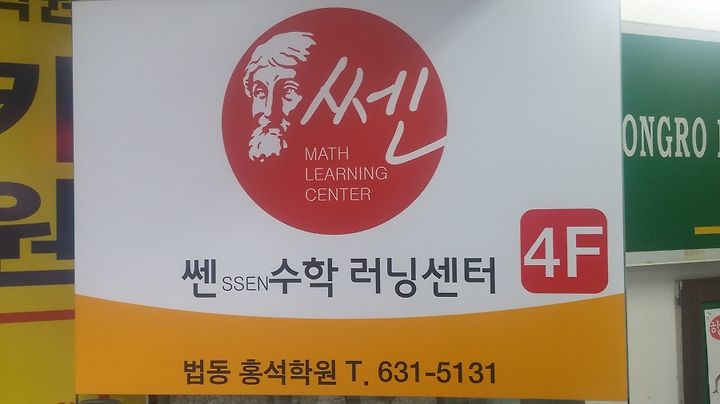 쎈
MATH
LEARNING
CENTER
쎈 SSEN 수학 러닝센터
4F
법동 홍석학원 T. 631-5131
ONGRO
원